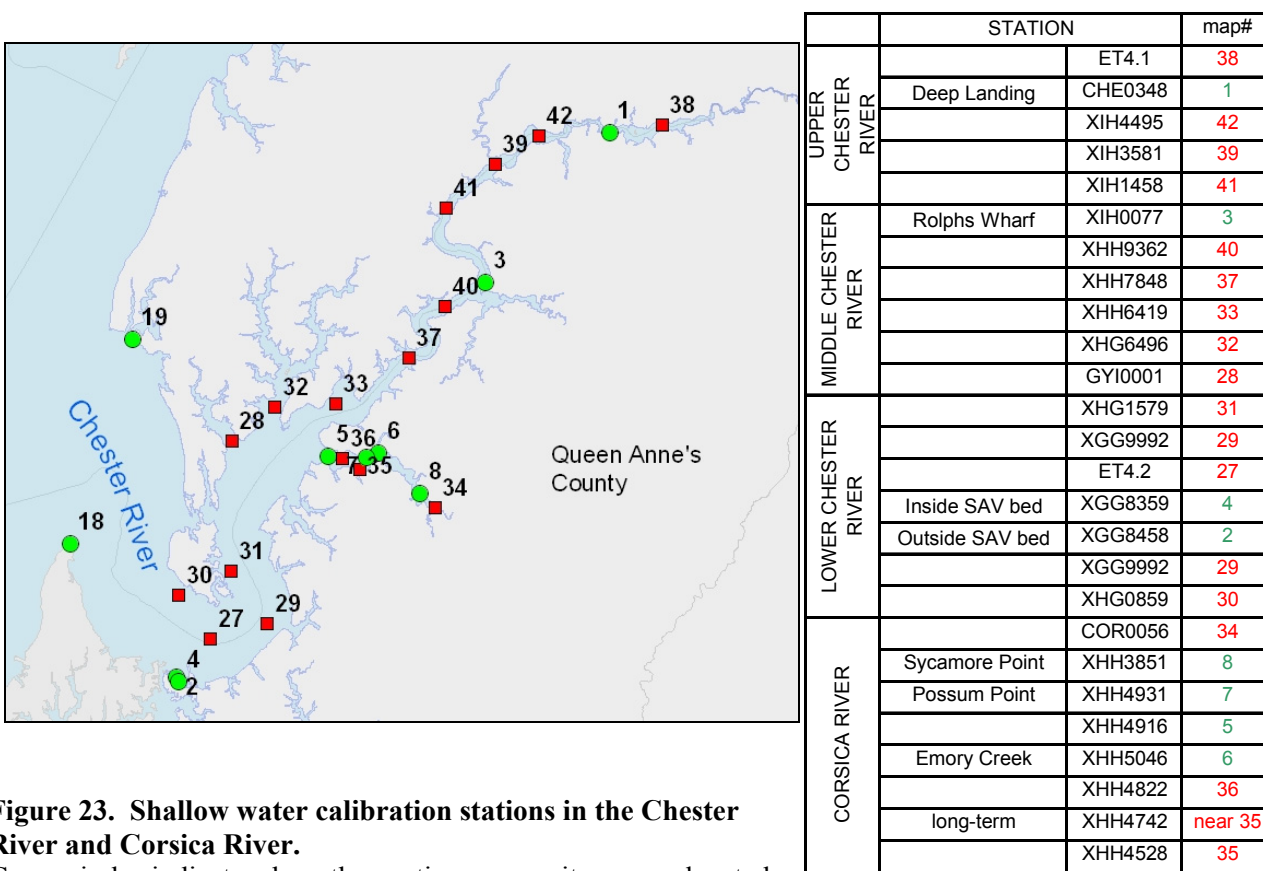 42
1
38
39
41
3
40
19
37
32
33
28
5
36
6
7
35
8
34
Queen Anne's
County
Chester River
18
31
30
29
27
4
2
Figure 23. Shallow water calibration stations in the Chester
River and Corsica River.
STATION map#
UPPER
CHESTER
RIVER
ET4.1 38
Deep Landing CHE0348 1
XIH4495 42
XIH3581 39
XIH1458 41
MIDDLE CHESTER
RIVER
Rolphs Wharf XIH0077 3
XHH9362 40
XHH7848 37
XHH6419 33
XHG6496 32
GYI0001 28
LOWER CHESTER
RIVER
XHG1579 31
XGG9992 29
ET4.2 27
Inside SAV bed XGG8359 4
Outside SAV bed XGG8458 2
XGG9992 29
XHG0859 30
CORSICA RIVER
COR0056 34
Sycamore Point XHH3851 8
Possum Point XHH4931 7
XHH4916 5
Emory Creek XHH5046 6
XHH4822 36
long-term XHH4742 near 35
XHH4528 35